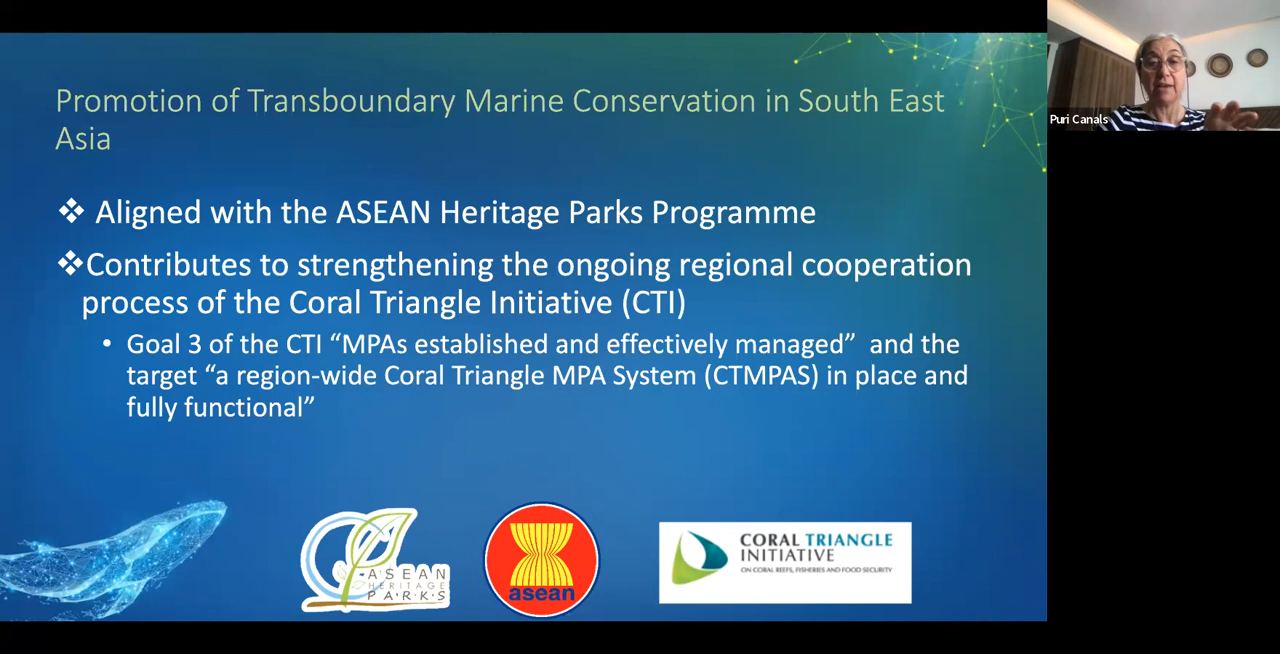 Promotion of Transboundary Marine Conservation in South East
Asia
❖ Aligned with the ASEAN Heritage Parks Programme
❖Contributes to strengthening the ongoing regional cooperation
process of the Coral Triangle Initiative (CTI)
• Goal 3 of the CTI “MPAs established and effectively managed”  and the
target “a region-wide Coral Triangle MPA System (CTMPAS) in place and
fully functional”
ASEAN
HERITAGE
PARKS
asean
CORAL TRIANGLE
INITIATIVE
ON CORAL REEFS, FISHERIES AND FOOD SECURITY
Puri Canals